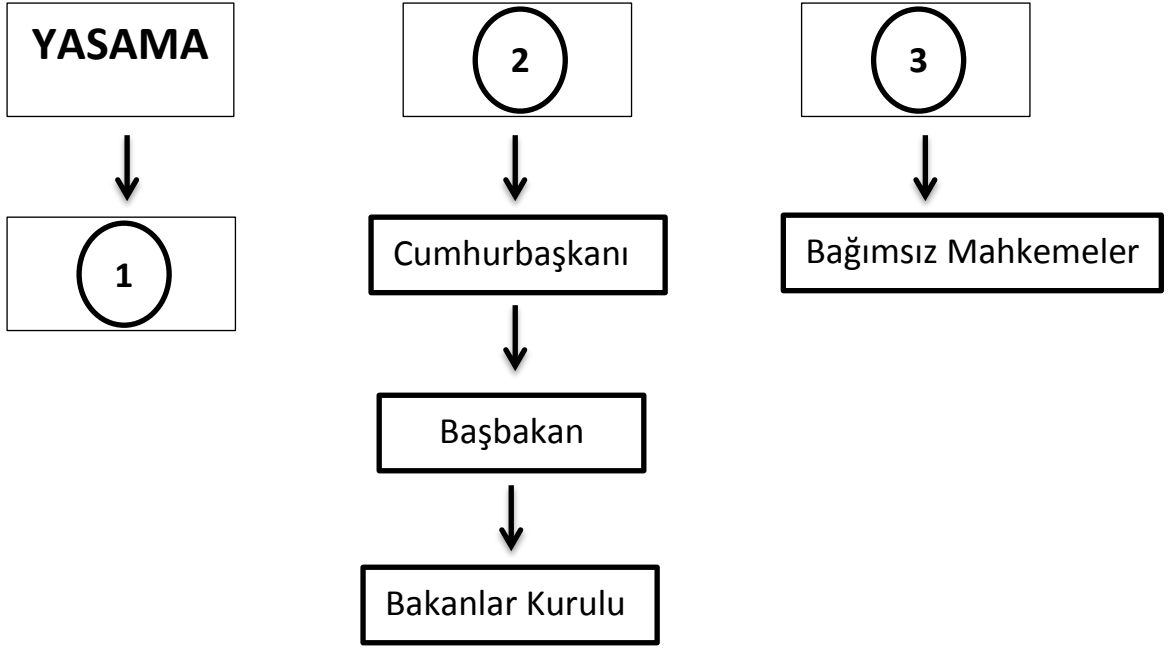 YASAMA
2
3
1
Cumhurbaşkanı
Bağımsız Mahkemeler
Başbakan
Bakanlar Kurulu